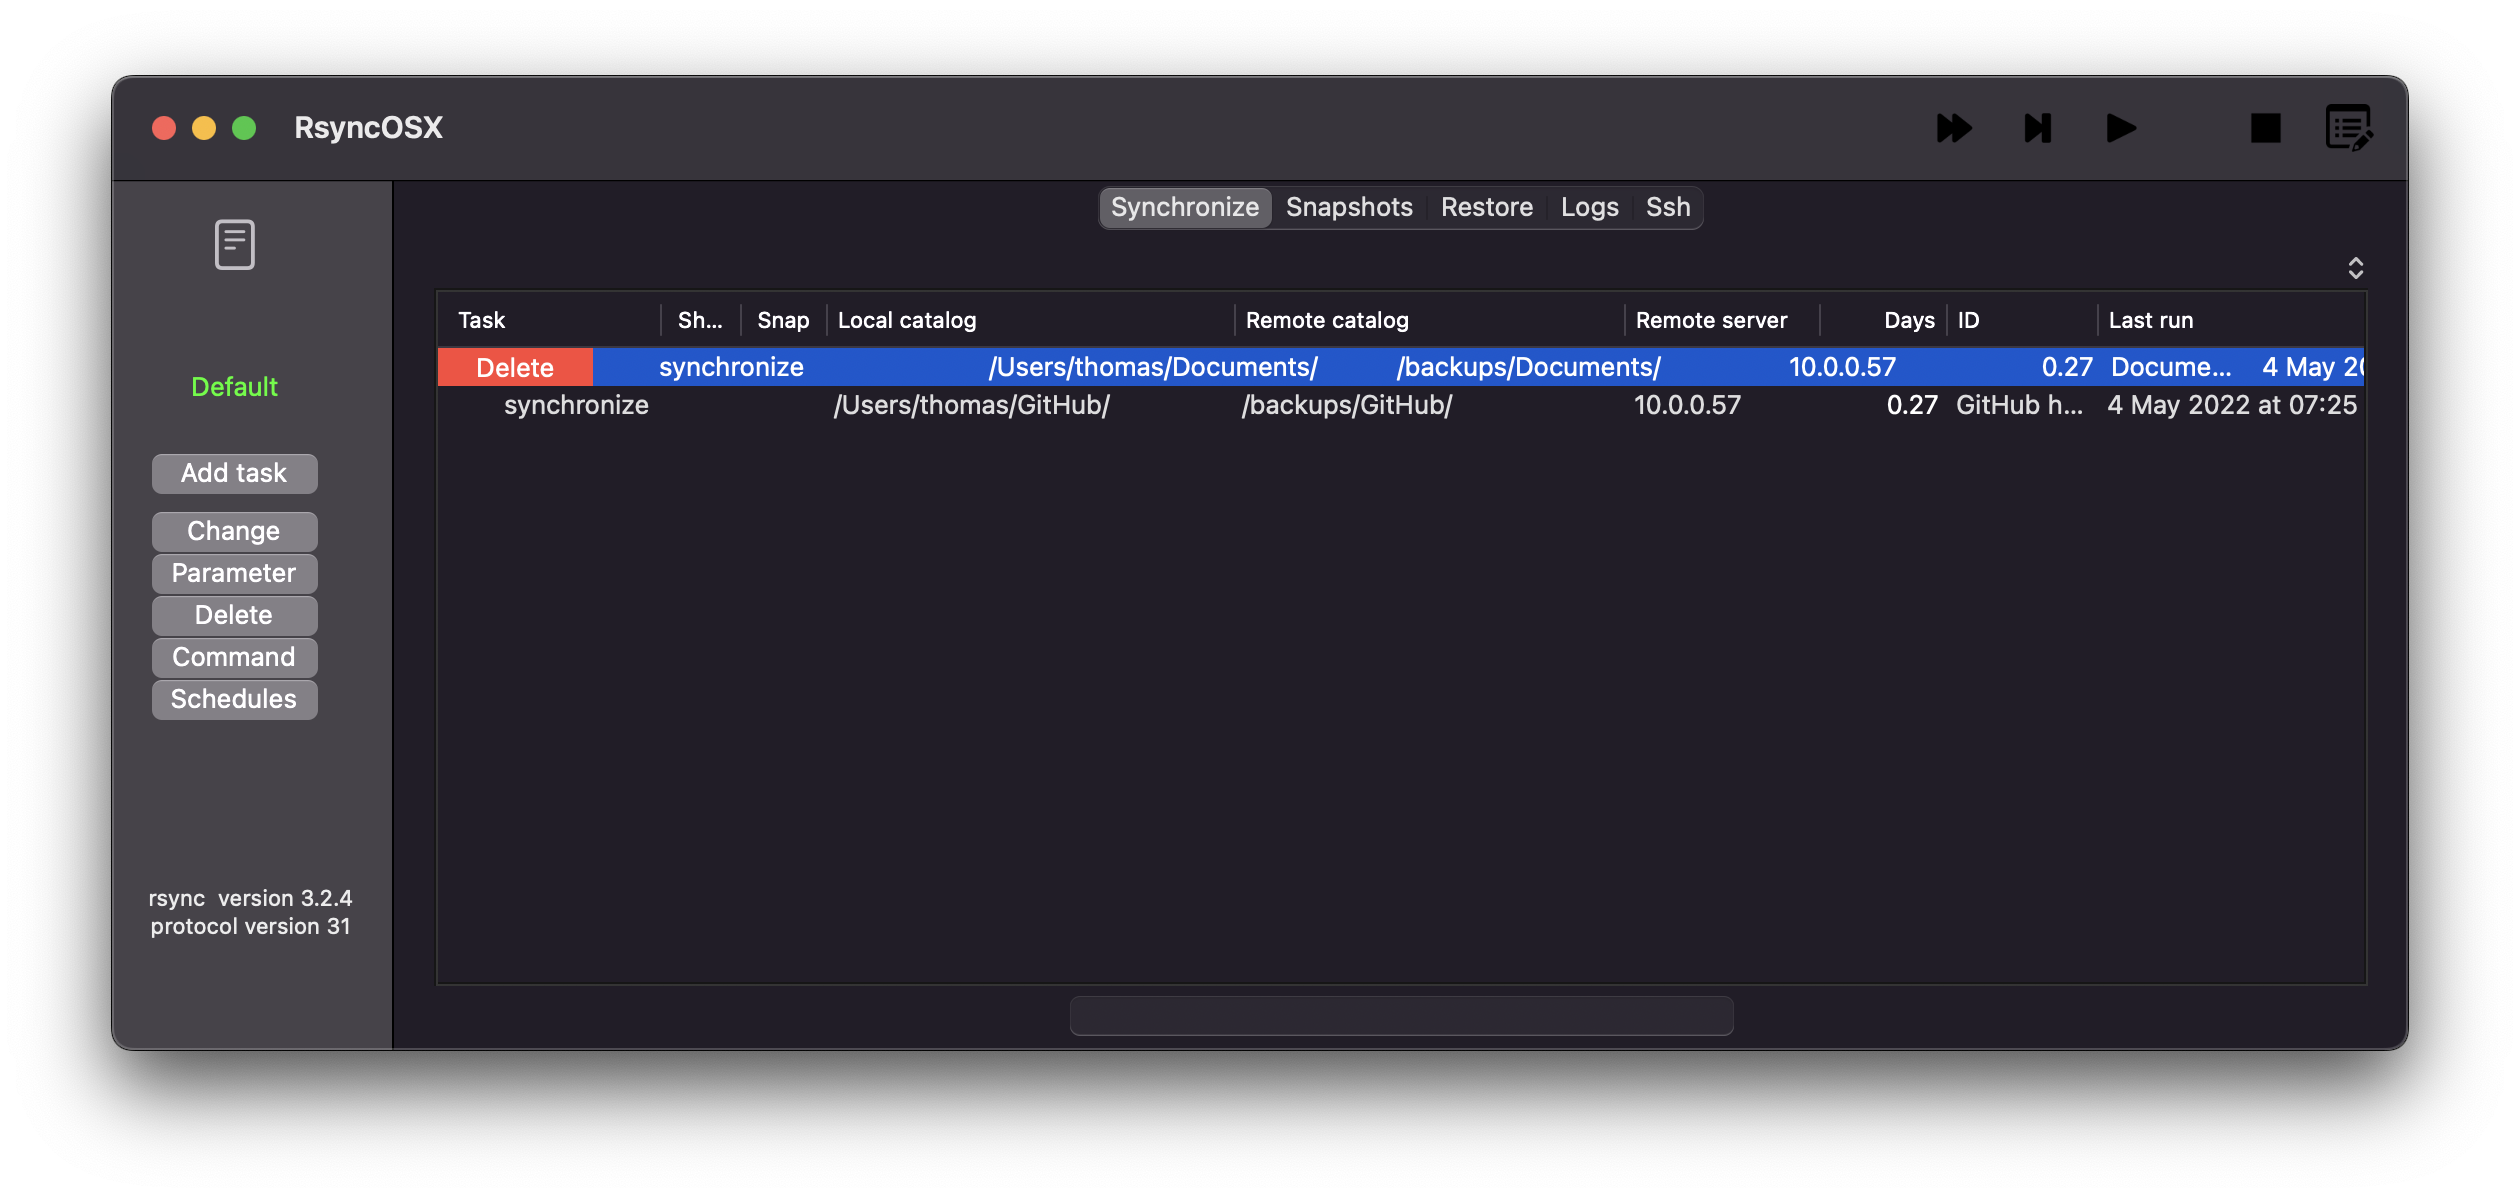 RsyncOSX
Synchronize Snapshots Restore Logs Ssh
Default
Add task
Change
Parameter
Delete
Command
Schedules
rsync version 3.2.4
protocol version 31
Task Sh... Snap Local catalog Remote catalog Remote server Days ID Last run
Delete synchronize /Users/thomas/Documents/ /backups/Documents/ 10.0.0.57 0.27 Docume... 4 May 20
synchronize /Users/thomas/GitHub/ /backups/GitHub/ 10.0.0.57 0.27 GitHub h... 4 May 2022 at 07:25